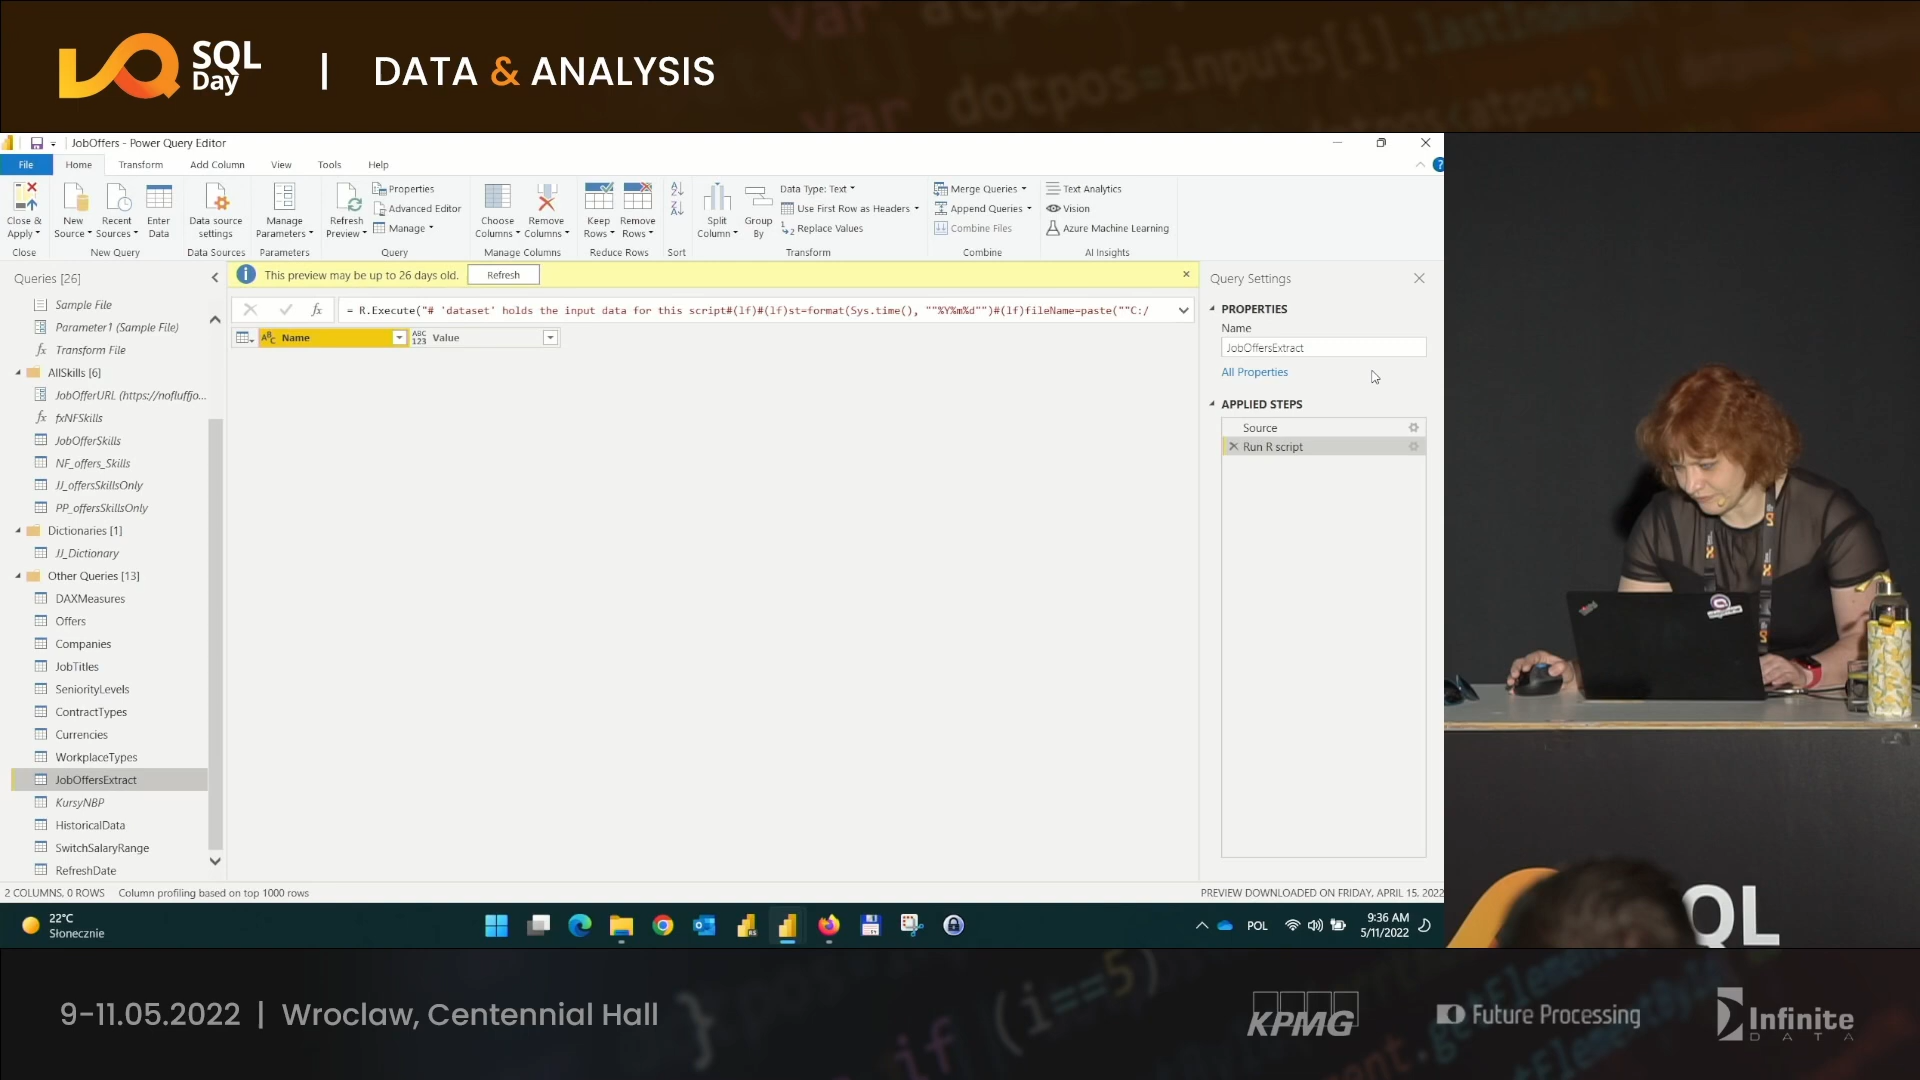 SQL
Day
| DATA & ANALYSIS
JobOffers - Power Query Editor
File Home Transform Add Column View Tools Help
Close &
Apply
New
Source
Recent
Sources
Enter
Data
Data source
settings
Manage
Parameters
Refresh
Preview
Properties
Advanced Editor
Manage
Choose
Columns
Remove
Columns
Keep
Rows
Remove
Rows
Split
Column
Group
By
Data Type: Text
Use First Row as Headers
Replace Values
Merge Queries
Append Queries
Combine Files
Text Analytics
Vision
Azure Machine Learning
Close New Query Data Sources Parameters Query Manage Columns Reduce Rows Sort Transform Combine AI Insights
Queries [26]
Sample File
Parameter1 (Sample File)
fx Transform File
AllSkills [6]
JobOfferURL (https://nofluffjo...
fx fxNFSkills
JobOfferSkills
NF_offers_Skills
JJ_offersSkillsOnly
PP_offersSkillsOnly
Dictionaries [1]
JJ_Dictionary
Other Queries [13]
DAXMeasures
Offers
Companies
JobTitles
SeniorityLevels
ContractTypes
Currencies
WorkplaceTypes
JobOffersExtract
KursyNBP
HistoricalData
SwitchSalaryRange
RefreshDate
This preview may be up to 26 days old. Refresh
fx = R.Execute("# 'dataset' holds the input data for this script#(lf)#(lf)st=format(Sys.time(), ""%Y%m%d"")#(lf)fileName=paste(""C:/
ABC Name
ABC
123 Value
Query Settings
PROPERTIES
Name
JobOffersExtract
All Properties
APPLIED STEPS
Source
Run R script
2 COLUMNS, 0 ROWS Column profiling based on top 1000 rows
PREVIEW DOWNLOADED ON FRIDAY, APRIL 15, 2022
22°C
Słonecznie
POL
9:36 AM
5/11/2022
QL
9-11.05.2022 | Wroclaw, Centennial Hall
KPMG
Future Processing
Infinite
DATA